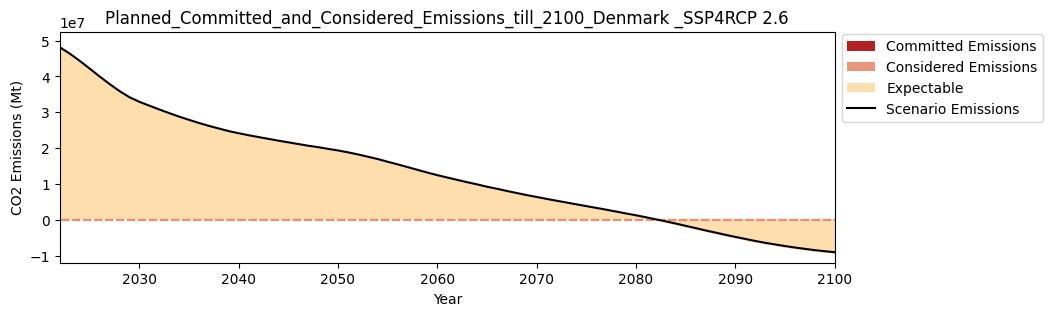 Planned_Committed_and_Considered_Emissions_till_2100_Denmark _SSP4RCP 2.6
1e7
5
4
3
2
1
0
−1
CO2 Emissions (Mt)
2030 2040 2050 2060 2070 2080 2090 2100
Year
Committed Emissions
Considered Emissions
Expectable
Scenario Emissions